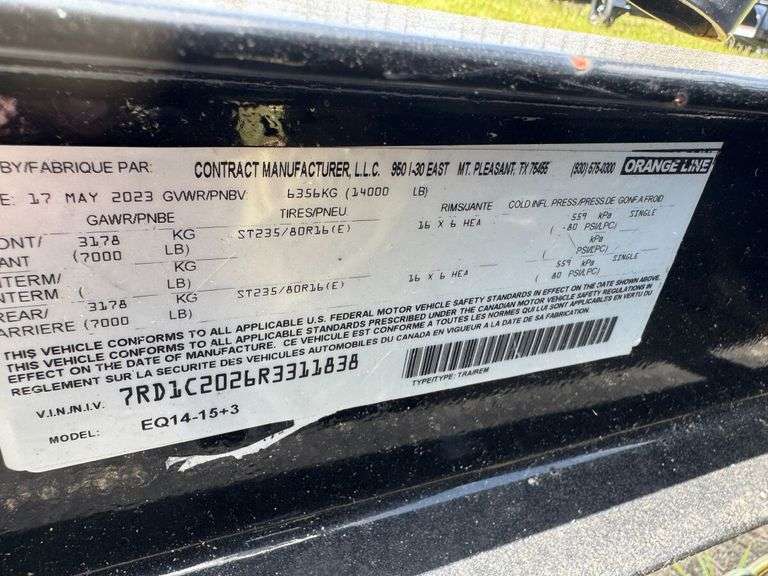 BY/FABRIQUE PAR: CONTRACT MANUFACTURER, L.L.C. 950 I-30 EAST MT. PLEASANT, TX 75455 (930) 575-0300 ORANGE LINE
E: 17 MAY 2023 GVWR/PNBV 6356KG (14000 LB)
GAWR/PNBE TIRES/PNEU RIMS/JANTE COLD INFL. PRESS/PRESS.DE GONF A FROID
ONT/ 3178 KG ST235/80R16(E) 16 X 6 HEA 559 kPa SINGLE
ANT (7000 LB) ( 80 PSI/LPC)
NTERM/ KG
NTERM ( LB) ( PSI/LPC)
REAR/ 3178 KG ST235/80R16(E) 16 X 6 HEA 559 kPa SINGLE
ARRIERE (7000 LB) ( 80 PSI/LPC)
THIS VEHICLE CONFORMS TO ALL APPLICABLE U.S. FEDERAL MOTOR VEHICLE SAFETY STANDARDS IN EFFECT ON THE DATE OF MANUFACTURE SHOWN ABOVE.
THIS VEHICLE CONFORMS TO ALL APPLICABLE STANDARDS PRESCRIBED UNDER THE CANADIAN MOTOR VEHICLE SAFETY REGULATIONS IN
EFFECT ON THE DATE OF MANUFACTURE. CE VEHICULE EST CONFORME A TOUTES LES NORMES QUI LUI SONT APPLICABLES EN VERTU DU
REGLEMENT SUR LA SECURITE DES VEHICULES AUTOMOBILES DU CANADA EN VIGUEUR A LA DATE DE SA FABRICATION.
V.I.N./N.I.V. 7RD1C2026R3311838
TYPE/TYPE: TRA/REM
MODEL: EQ14-15+3